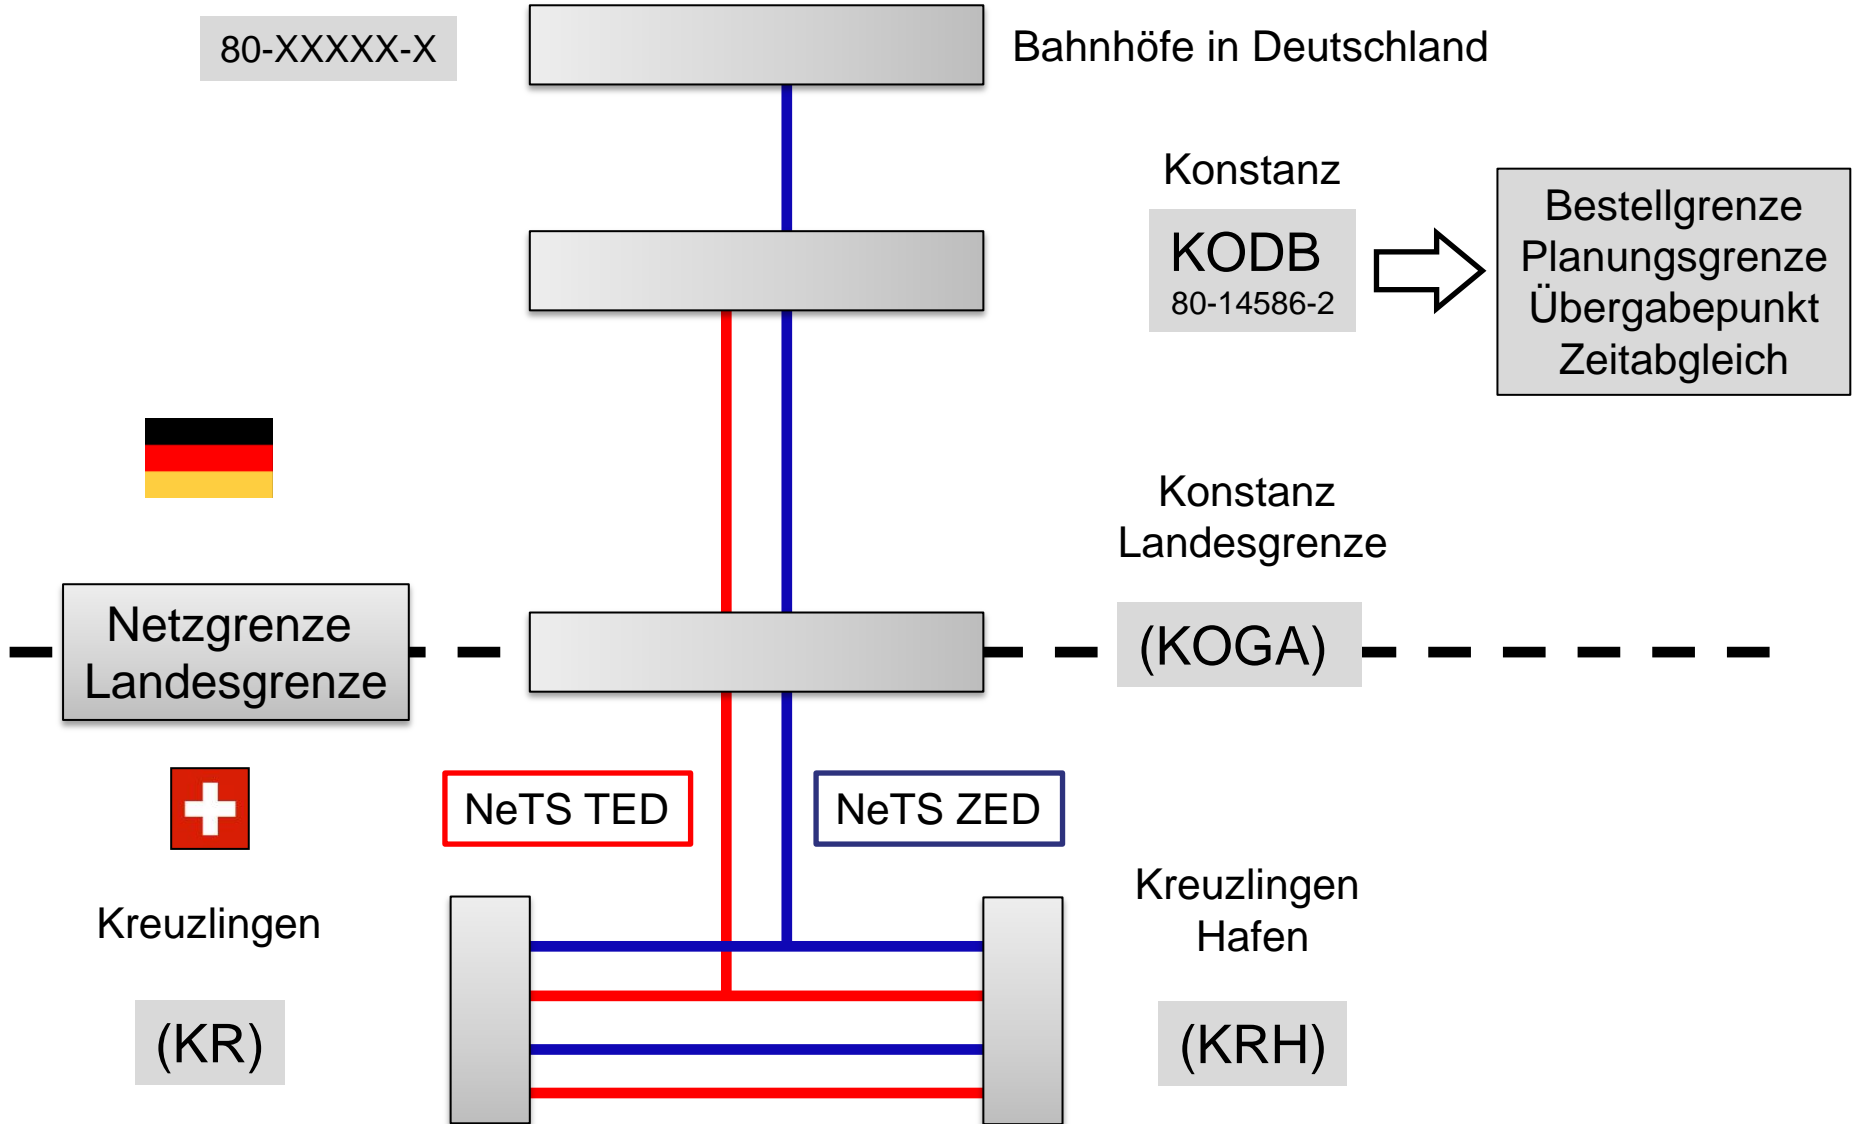 80-XXXXX-X
Bahnhöfe in Deutschland
Konstanz
KODB
80-14586-2
Bestellgrenze
Planungsgrenze
Übergabepunkt
Zeitabgleich
Konstanz
Landesgrenze
(KOGA)
Netzgrenze
Landesgrenze
NeTS TED
NeTS ZED
Kreuzlingen
(KR)
Kreuzlingen
Hafen
(KRH)